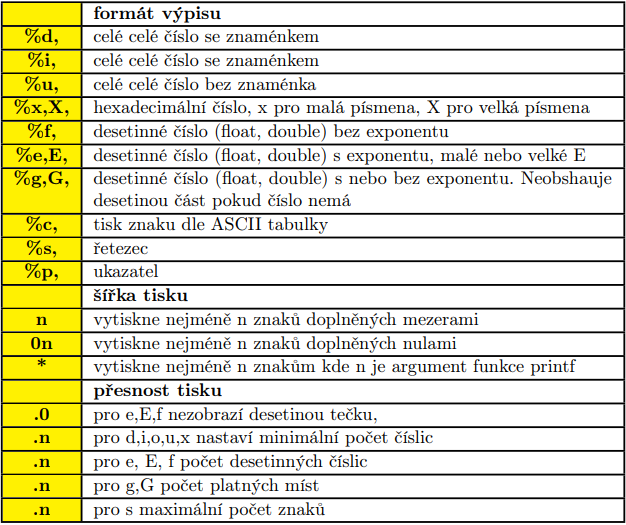 formát výpisu
%d, celé celé číslo se znaménkem
%i, celé celé číslo se znaménkem
%u, celé celé číslo bez znaménka
%x,X, hexadecimální číslo, x pro malá písmena, X pro velká písmena
%f, desetinné číslo (float, double) bez exponentu
%e,E, desetinné číslo (float, double) s exponentu, malé nebo velké E
%g,G, desetinné číslo (float, double) s nebo bez exponentu. Neobshauje
desetinou část pokud číslo nemá
%c, tisk znaku dle ASCII tabulky
%s, řetezec
%p, ukazatel
šířka tisku
n vytiskne nejméně n znaků doplněných mezerami
0n vytiskne nejméně n znaků doplněných nulami
* vytiskne nejméně n znakům kde n je argument funkce printf
přesnost tisku
.0 pro e,E,f nezobrazí desetinou tečku,
.n pro d,i,o,u,x nastaví minimální počet číslic
.n pro e, E, f počet desetinných číslic
.n pro g,G počet platných míst
.n pro s maximální počet znaků